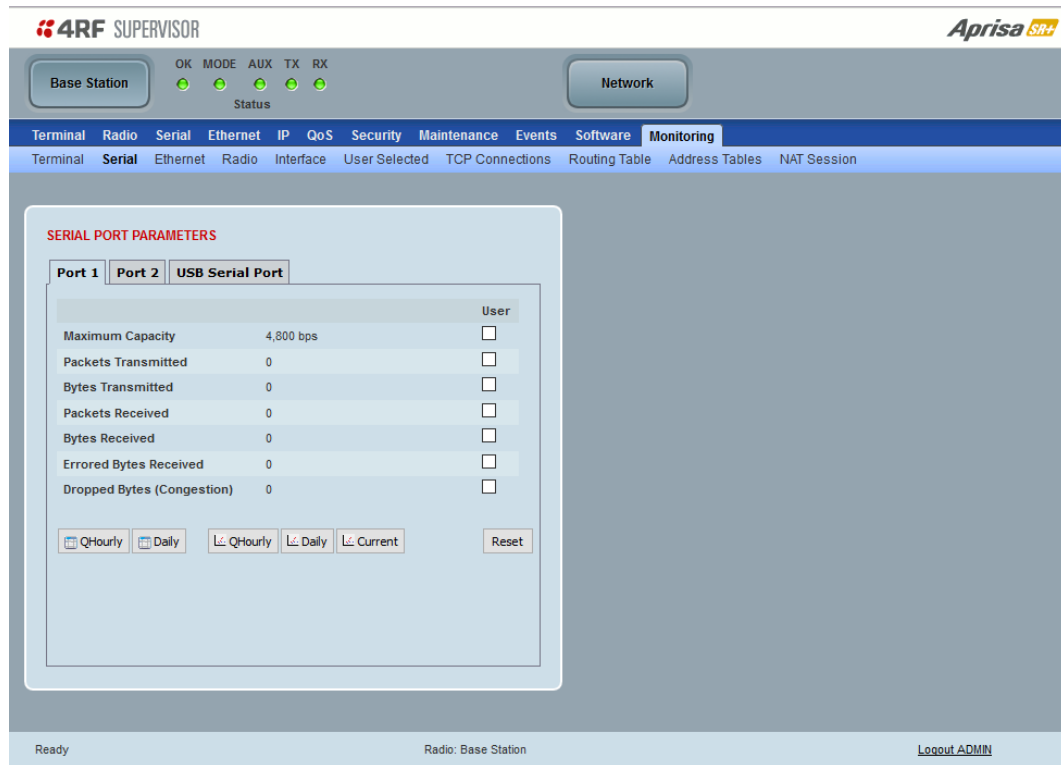 4RF SUPERVISOR
Aprisa SR+
Base Station
OK MODE AUX TX RX
Status
Network
Terminal Radio Serial Ethernet IP QoS Security Maintenance Events Software Monitoring
Terminal Serial Ethernet Radio Interface User Selected TCP Connections Routing Table Address Tables NAT Session
SERIAL PORT PARAMETERS
Port 1 Port 2 USB Serial Port
User
Maximum Capacity 4,800 bps
Packets Transmitted 0
Bytes Transmitted 0
Packets Received 0
Bytes Received 0
Errored Bytes Received 0
Dropped Bytes (Congestion) 0
QHourly Daily QHourly Daily Current Reset
Ready Radio: Base Station Logout ADMIN